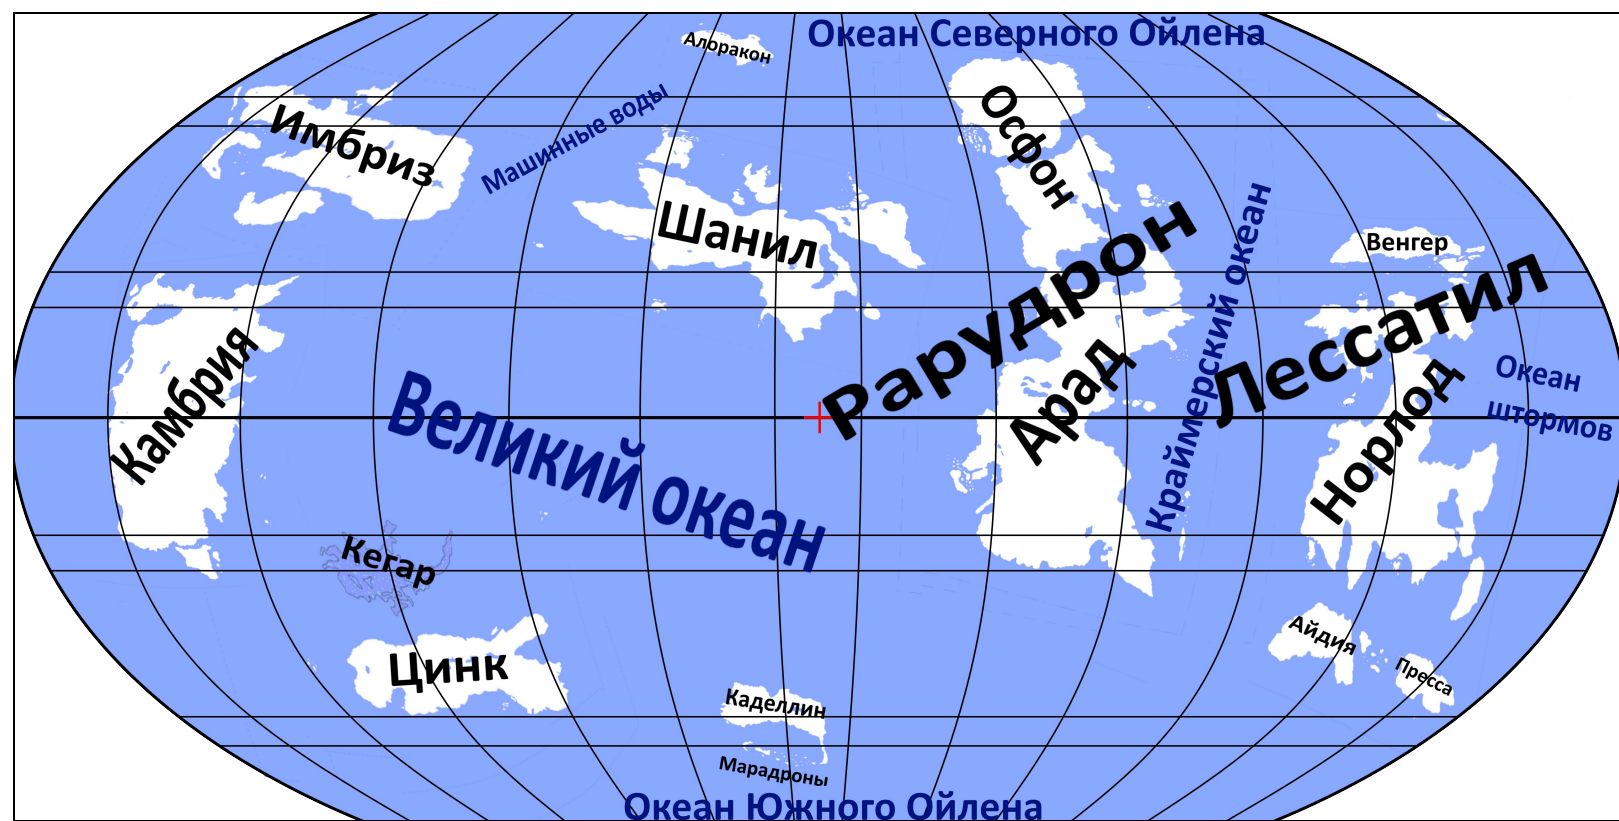 Океан Северного Ойлена
Алоракон
Машинные воды
Имбриз
Осфон
Шанил
Рарудрон
Краймерский океан
Венгер
Лессатил
Камбрия
Арад
Норлод
Океан
штормов
Великий океан
Кегар
Цинк
Айдия
Пресса
Каделлин
Марадроны
Океан Южного Ойлена